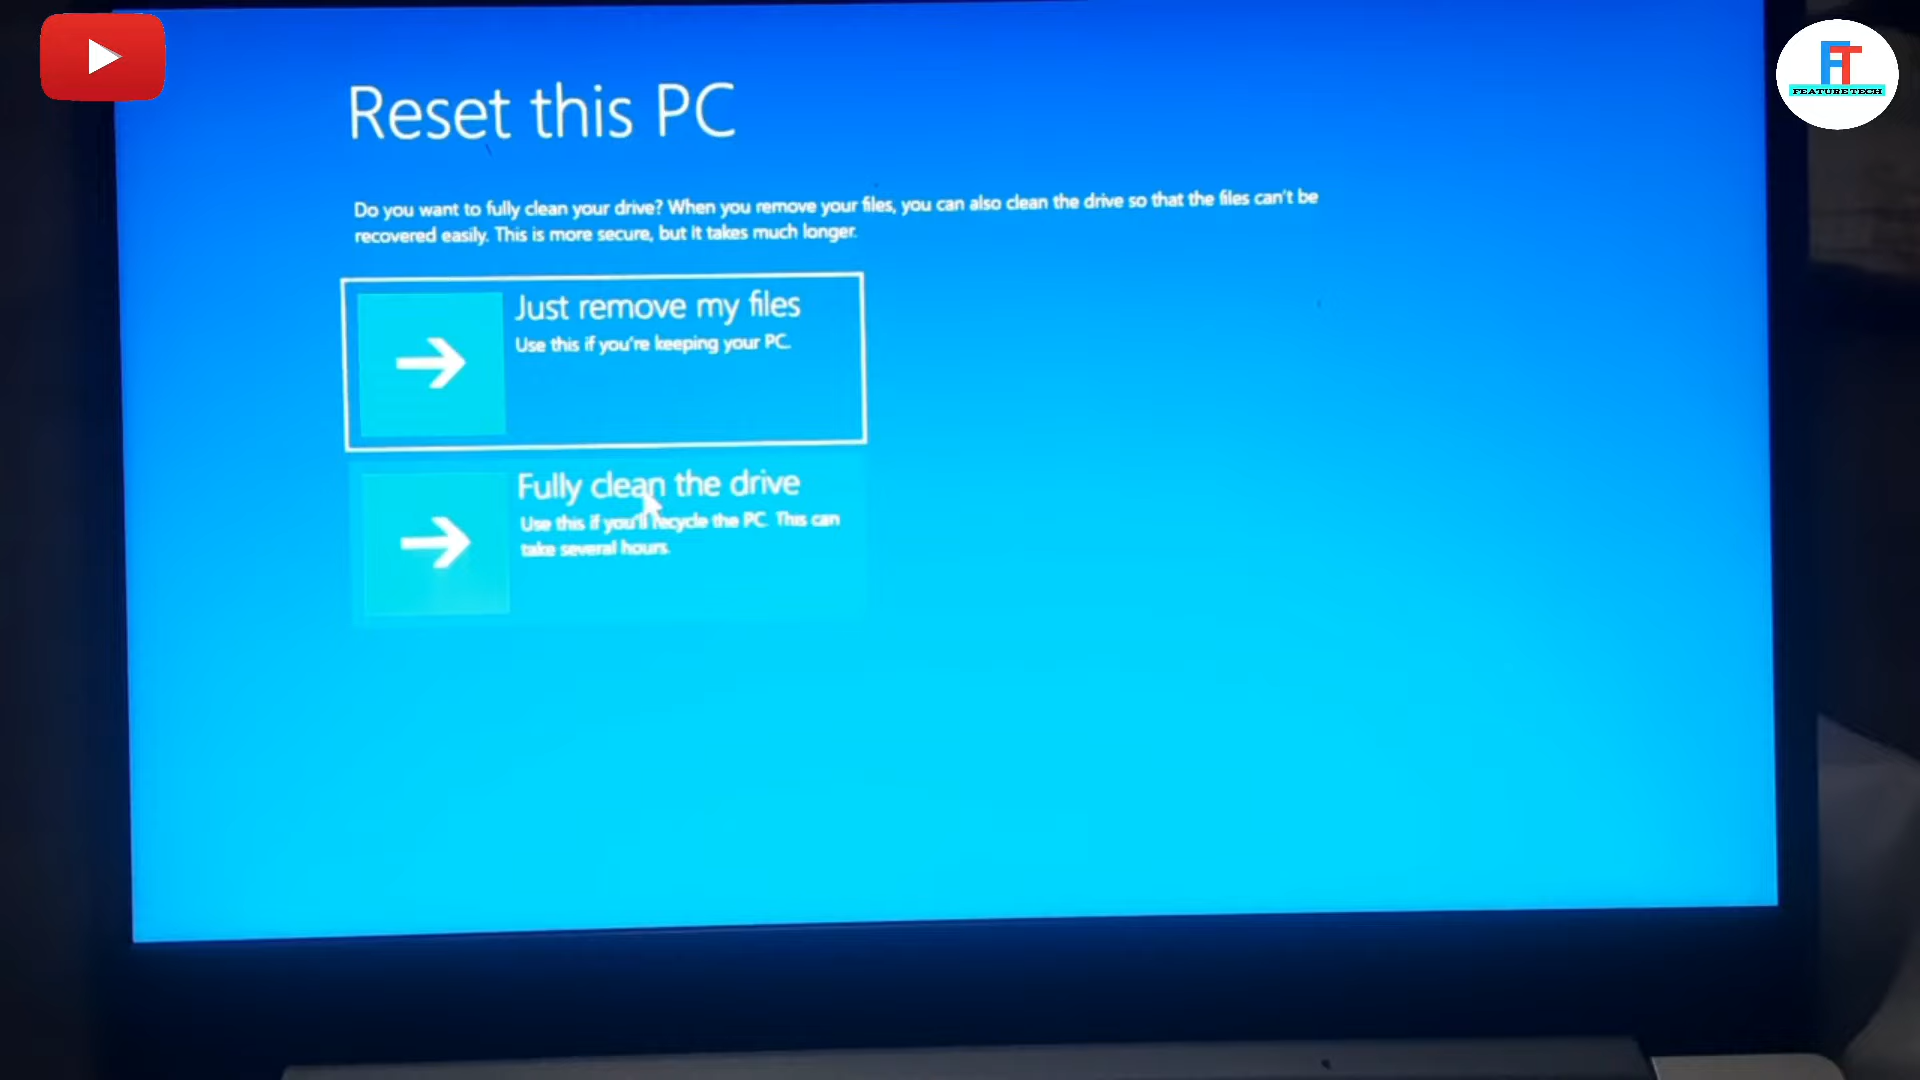 Reset this PC
Do you want to fully clean your drive? When you remove your files, you can also clean the drive so that the files can't be
recovered easily. This is more secure, but it takes much longer.
Just remove my files
Use this if you're keeping your PC.
Fully clean the drive
Use this if you'll recycle the PC. This can
take several hours.
FT
FEATURE TECH